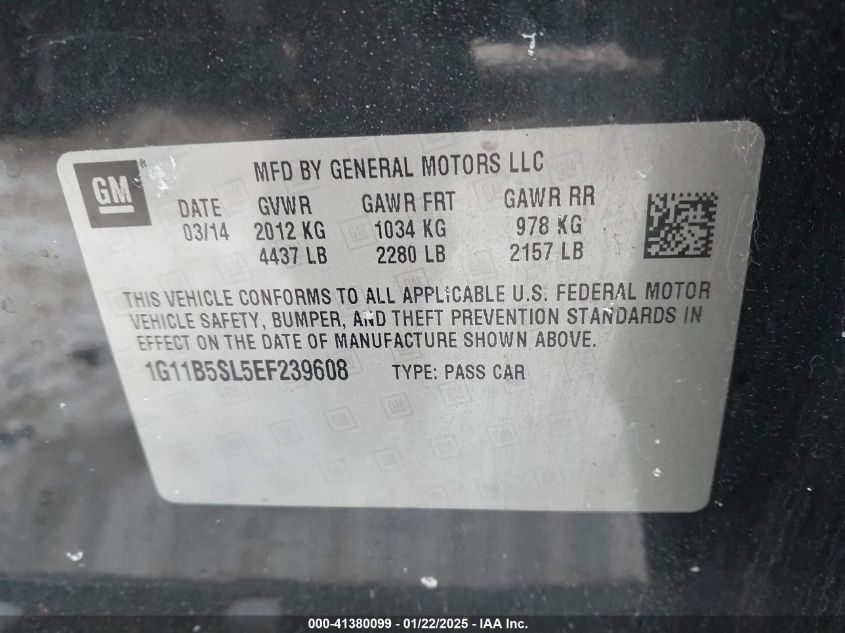 GM ®
MFD BY GENERAL MOTORS LLC
DATE GVWR GAWR FRT GAWR RR
03/14 2012 KG 1034 KG 978 KG
4437 LB 2280 LB 2157 LB
THIS VEHICLE CONFORMS TO ALL APPLICABLE U.S. FEDERAL MOTOR
VEHICLE SAFETY, BUMPER, AND THEFT PREVENTION STANDARDS IN
EFFECT ON THE DATE OF MANUFACTURE SHOWN ABOVE.
1G11B5SL5EF239608 TYPE: PASS CAR
000-41380099 - 01/22/2025 - IAA Inc.